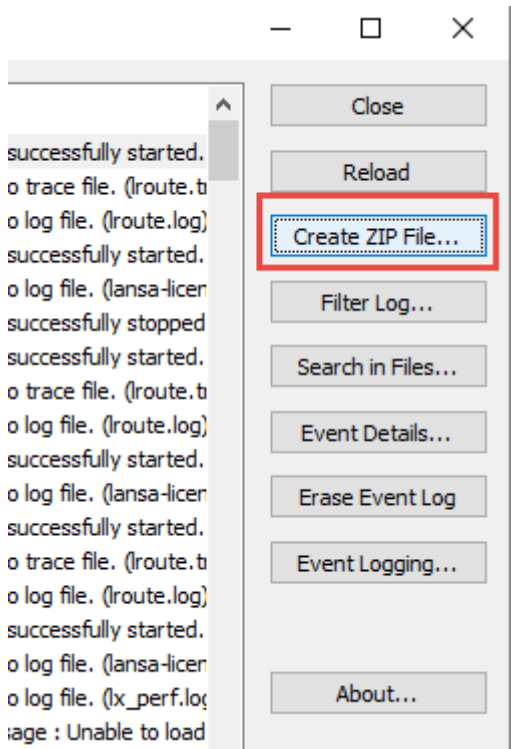 Close
Reload
Create ZIP File...
Filter Log...
Search in Files...
Event Details...
Erase Event Log
Event Logging...
About...
successfully started.
o trace file. (lroute.tr
o log file. (lroute.log)
successfully started.
o log file. (lansa-licen
successfully stopped
successfully started.
o trace file. (lroute.tr
o log file. (lroute.log)
successfully started.
o log file. (lansa-licen
successfully started.
o trace file. (lroute.tr
o log file. (lroute.log)
successfully started.
o log file. (lansa-licen
o log file. (lx_perf.log
sage : Unable to load